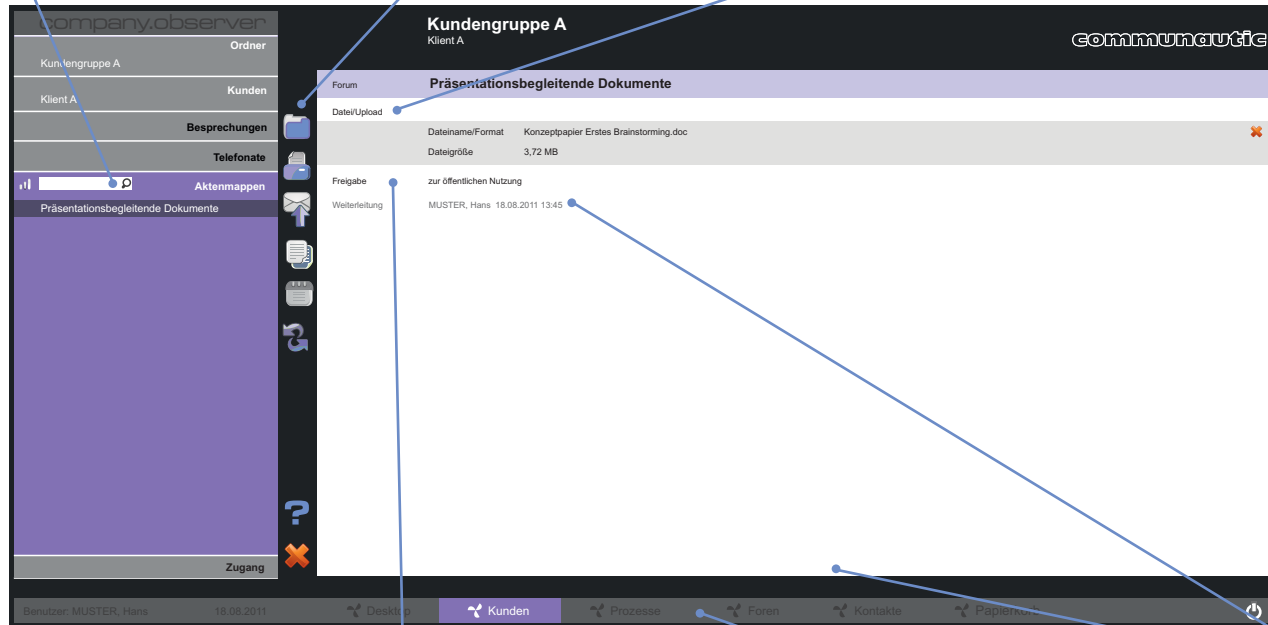 company.observer
Ordner
Kundengruppe A
Kunden
Klient A
Besprechungen
Telefonate
Aktenmappen
Präsentationsbegleitende Dokumente
Zugang
Kundengruppe A
Klient A
communautic
Forum Präsentationsbegleitende Dokumente
Datei/Upload
Dateiname/Format Konzeptpapier Erstes Brainstorming.doc
Dateigröße 3,72 MB
Freigabe zur öffentlichen Nutzung
Weiterleitung MUSTER, Hans 18.08.2011 13:45
?
Benutzer: MUSTER, Hans 18.08.2011 Desktop Kunden Prozesse Foren Kontakte Papierkorb